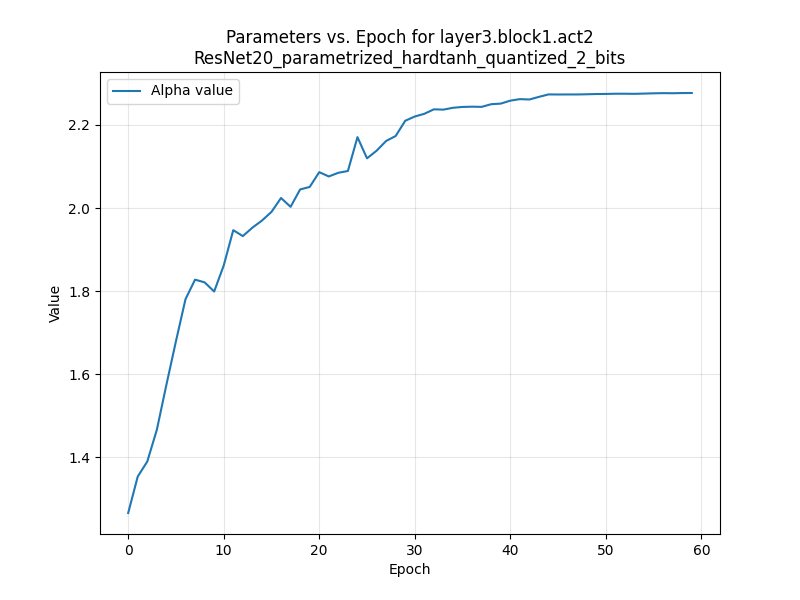 Parameters vs. Epoch for layer3.block1.act2
ResNet20_parametrized_hardtanh_quantized_2_bits
Alpha value
2.2
2.0
1.8
1.6
1.4
Value
0 10 20 30 40 50 60
Epoch